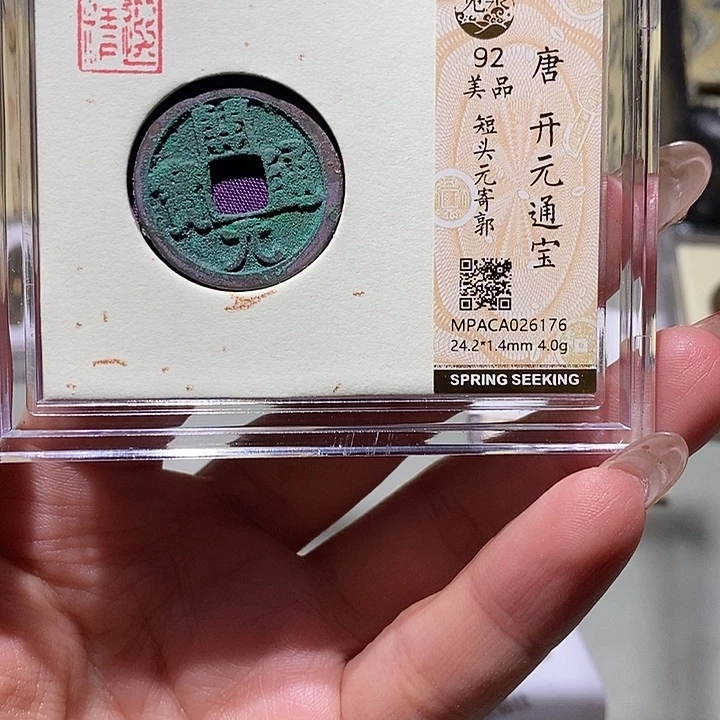 唐 开元通宝
92
美品
短头元寄郭
MPACA026176
24.2*1.4mm 4.0g
SPRING SEEKING